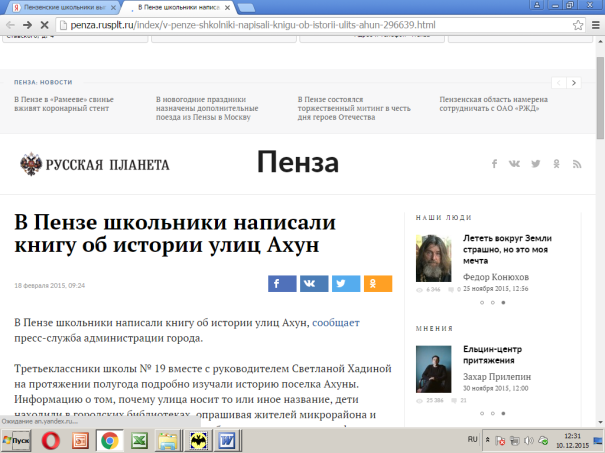 Пензенские школьники вып
В Пензе школьники написа
penza.rusplt.ru/index/v-penze-shkolniki-napisali-knigu-ob-istorii-ulits-ahun-296639.html
ПЕНЗА: НОВОСТИ
В Пензе в «Рамееве» свинье
вживят коронарный стент
В новогодние праздники
назначены дополнительные
поезда из Пензы в Москву
В Пензе состоялся
торжественный митинг в честь
дня героев Отечества
Пензенская область намерена
сотрудничать с ОАО «РЖД»
РУССКАЯ ПЛАНЕТА
Пенза
В Пензе школьники написали
книгу об истории улиц Ахун
18 февраля 2015, 09:24
В Пензе школьники написали книгу об истории улиц Ахун, сообщает
пресс-служба администрации города.
Третьеклассники школы № 19 вместе с руководителем Светланой Хадиной
на протяжении полугода подробно изучали историю поселка Ахуны.
Информацию о том, почему улица носит то или иное название, дети
находили в городских библиотеках, опрашивая жителей микрорайона и
НАШИ ЛЮДИ
Лететь вокруг Земли
страшно, но это моя
мечта
Федор Конюхов
25 ноября 2015, 12:56
МНЕНИЯ
Ельцин-центр
притяжения
Захар Прилепин
30 ноября 2015, 12:00
Ожидание an.yandex.ru...
Пуск
RU
12:31
10.12.2015